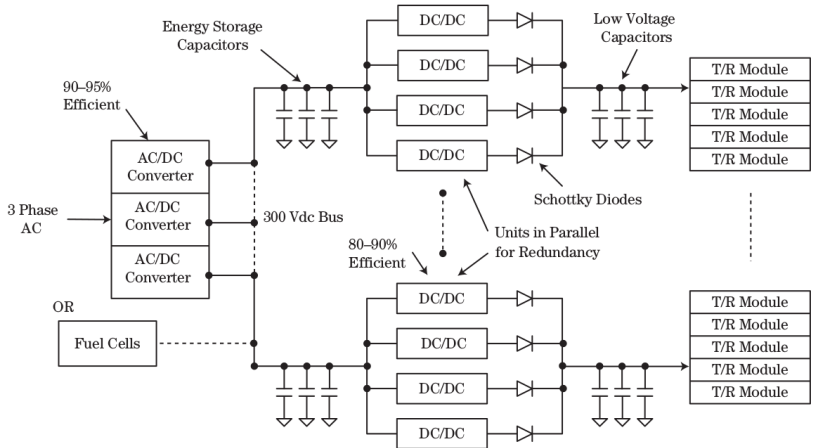 Energy Storage
Capacitors
DC/DC
DC/DC
DC/DC
DC/DC
Low Voltage
Capacitors
T/R Module
T/R Module
T/R Module
T/R Module
T/R Module
90–95%
Efficient
AC/DC
Converter
AC/DC
Converter
AC/DC
Converter
3 Phase
AC
300 Vdc Bus
Schottky Diodes
Units in Parallel
for Redundancy
80–90%
Efficient
OR
Fuel Cells
DC/DC
DC/DC
DC/DC
DC/DC
T/R Module
T/R Module
T/R Module
T/R Module
T/R Module